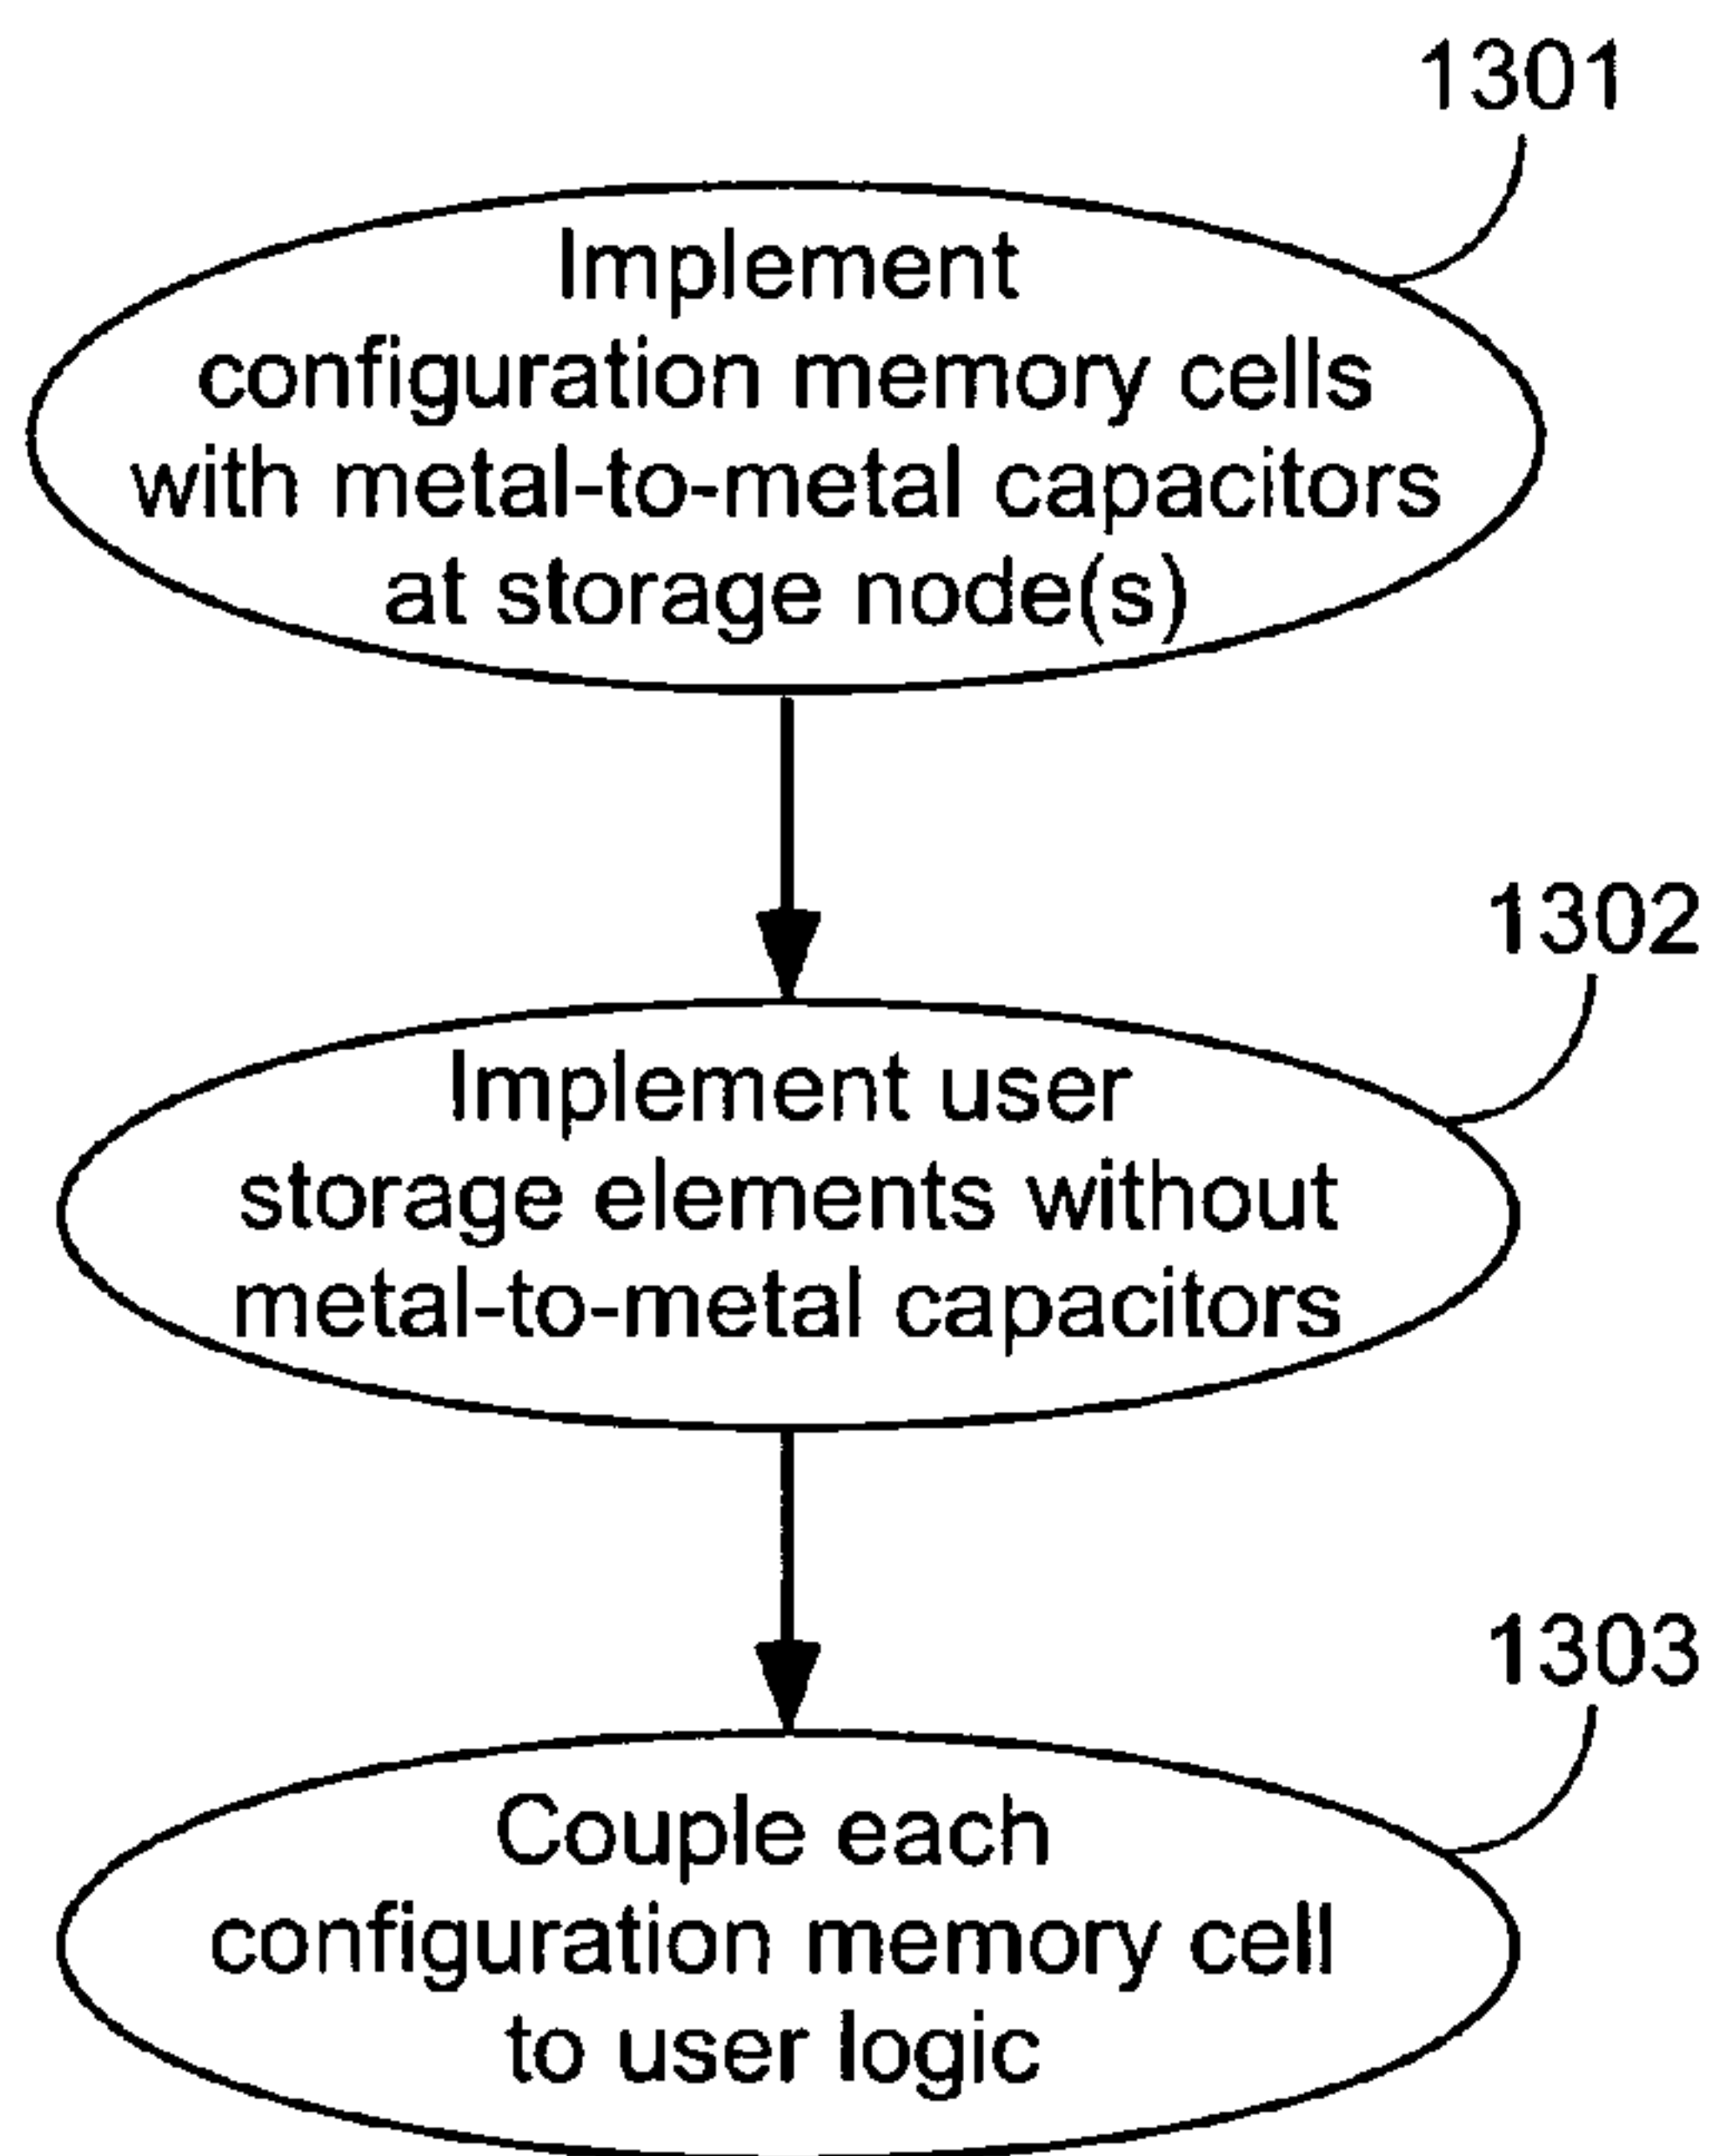 1301
Implement
configuration memory cells
with metal-to-metal capacitors
at storage node(s)
1302
Implement user
storage elements without
metal-to-metal capacitors
1303
Couple each
configuration memory cell
to user logic